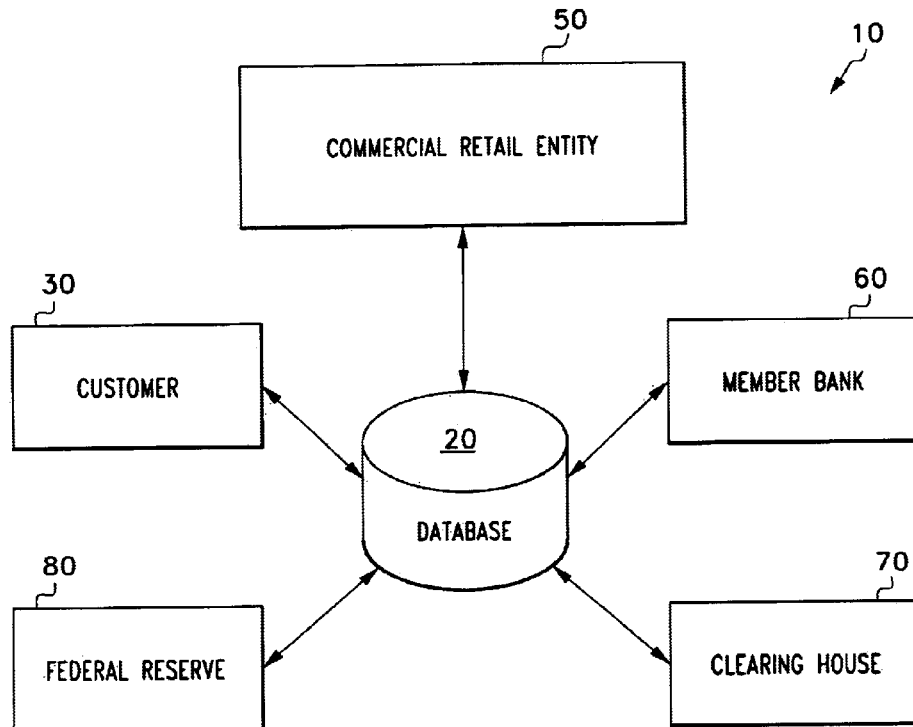 50
10
COMMERCIAL RETAIL ENTITY
30
60
CUSTOMER
MEMBER BANK
20
DATABASE
80
70
FEDERAL RESERVE
CLEARING HOUSE